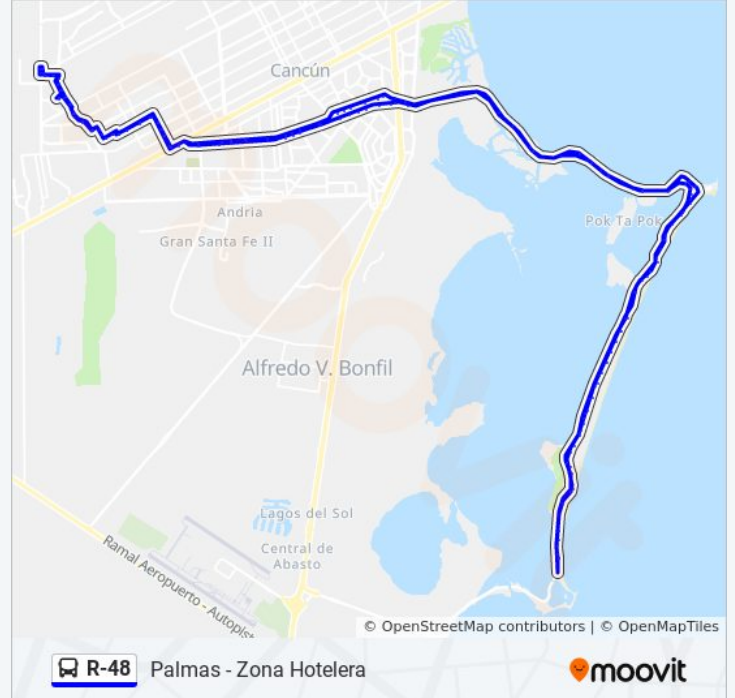 Cancún
Pok Ta Pok
Andria
Gran Santa Fe II
Alfredo V. Bonfil
Lagos del Sol
Central de
Abasto
Ramal Aeropuerto - Autopist
© OpenStreetMap contributors | © OpenMapTiles
R-48 Palmas - Zona Hotelera
moovit